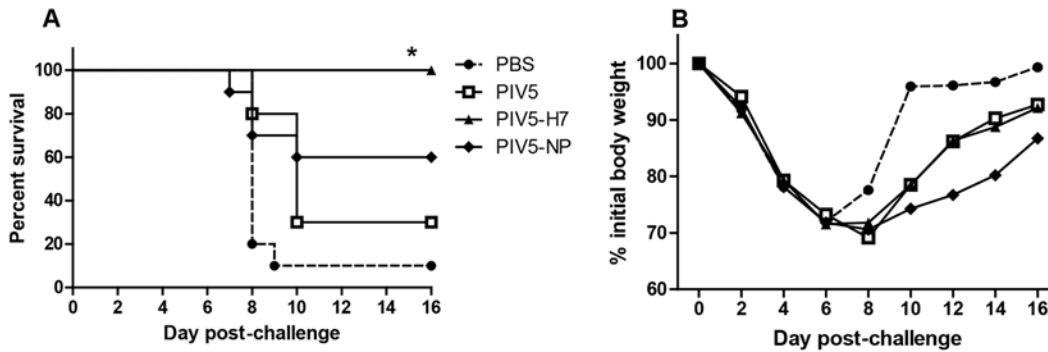 A
Percent survival
100
80
60
40
20
0
*
0 2 4 6 8 10 12 14 16
Day post-challenge
PBS
PIV5
PIV5-H7
PIV5-NP
B
% initial body weight
100
90
80
70
60
0 2 4 6 8 10 12 14 16
Day post-challenge